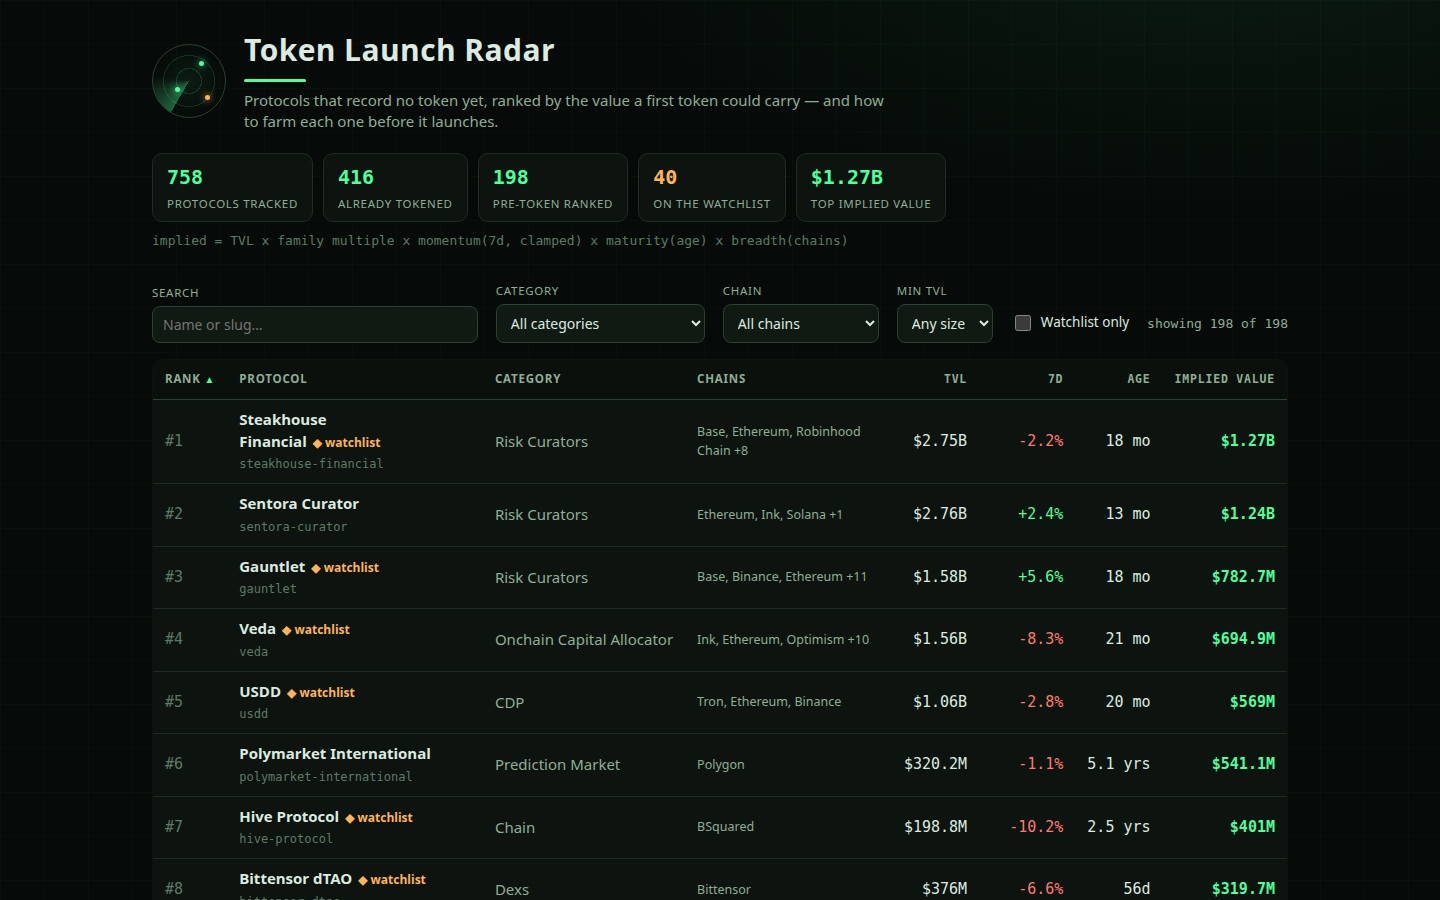 Token Launch Radar
Protocols that record no token yet, ranked by the value a first token could carry — and how
to farm each one before it launches.
758 416 198 40 $1.27B
PROTOCOLS TRACKED ALREADY TOKENED PRE-TOKEN RANKED ON THE WATCHLIST TOP IMPLIED VALUE
implied = TVL x family multiple x momentum(7d, clamped) x maturity(age) x breadth(chains)
SEARCH CATEGORY CHAIN MIN TVL
Name or slug... All categories All chains Any size Watchlist only showing 198 of 198
RANK ▲ PROTOCOL CATEGORY CHAINS TVL 7D AGE IMPLIED VALUE
#1 Steakhouse
Financial ◆ watchlist
steakhouse-financial
Risk Curators
Base, Ethereum, Robinhood
Chain +8
$2.75B -2.2% 18 mo $1.27B
#2 Sentora Curator
sentora-curator
Risk Curators Ethereum, Ink, Solana +1 $2.76B +2.4% 13 mo $1.24B
#3 Gauntlet ◆ watchlist
gauntlet
Risk Curators Base, Binance, Ethereum +11 $1.58B +5.6% 18 mo $782.7M
#4 Veda ◆ watchlist
veda
Onchain Capital Allocator Ink, Ethereum, Optimism +10 $1.56B -8.3% 21 mo $694.9M
#5 USDD ◆ watchlist
usdd
CDP Tron, Ethereum, Binance $1.06B -2.8% 20 mo $569M
#6 Polymarket International
polymarket-international
Prediction Market Polygon $320.2M -1.1% 5.1 yrs $541.1M
#7 Hive Protocol ◆ watchlist
hive-protocol
Chain BSquared $198.8M -10.2% 2.5 yrs $401M
#8 Bittensor dTAO ◆ watchlist
Dexs Bittensor $376M -6.6% 56d $319.7M